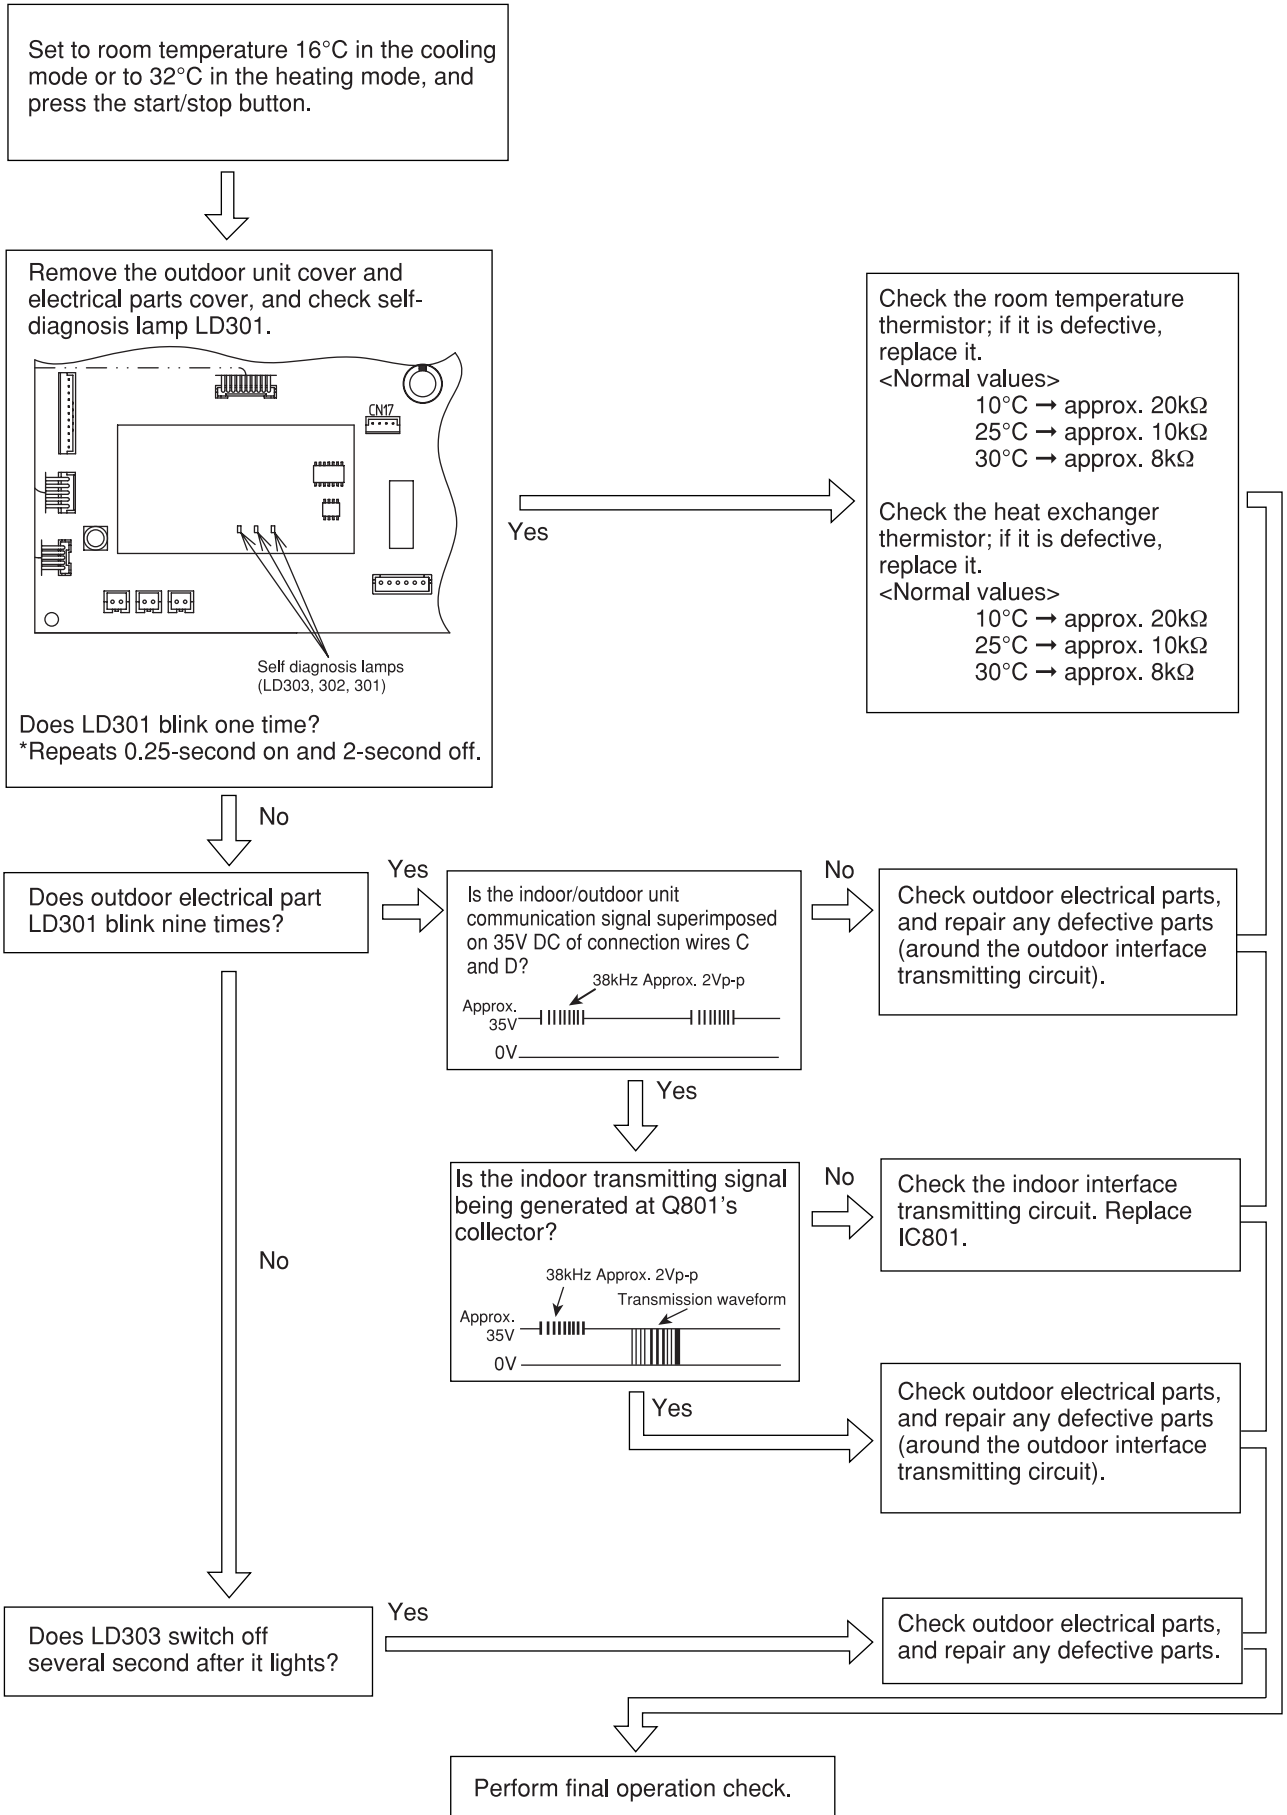 Set to room temperature 16°C in the cooling
mode or to 32°C in the heating mode, and
press the start/stop button.
Remove the outdoor unit cover and
electrical parts cover, and check self-
diagnosis lamp LD301.
CN17
Self diagnosis lamps
(LD303, 302, 301)
Does LD301 blink one time?
*Repeats 0.25-second on and 2-second off.
Yes
Check the room temperature
thermistor; if it is defective,
replace it.
<Normal values>
10°C → approx. 20kΩ
25°C → approx. 10kΩ
30°C → approx. 8kΩ
Check the heat exchanger
thermistor; if it is defective,
replace it.
<Normal values>
10°C → approx. 20kΩ
25°C → approx. 10kΩ
30°C → approx. 8kΩ
No
Does outdoor electrical part
LD301 blink nine times?
Yes
Is the indoor/outdoor unit
communication signal superimposed
on 35V DC of connection wires C
and D?
38kHz Approx. 2Vp-p
Approx.
35V
0V
No
Check outdoor electrical parts,
and repair any defective parts
(around the outdoor interface
transmitting circuit).
Yes
Is the indoor transmitting signal
being generated at Q801's
collector?
38kHz Approx. 2Vp-p
Transmission waveform
Approx.
35V
0V
No
Check the indoor interface
transmitting circuit. Replace
IC801.
Yes
Check outdoor electrical parts,
and repair any defective parts
(around the outdoor interface
transmitting circuit).
No
Does LD303 switch off
several second after it lights?
Yes
Check outdoor electrical parts,
and repair any defective parts.
Perform final operation check.